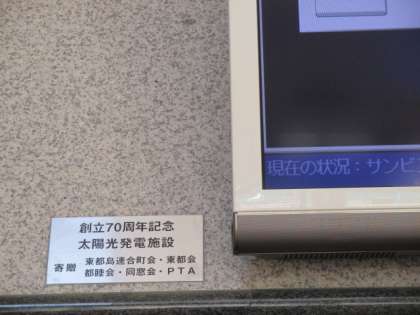 現在の状況：サンビ
創立70周年記念
太陽光発電施設
寄贈 東都島連合町会・東都会
都睦会・同窓会・PTA